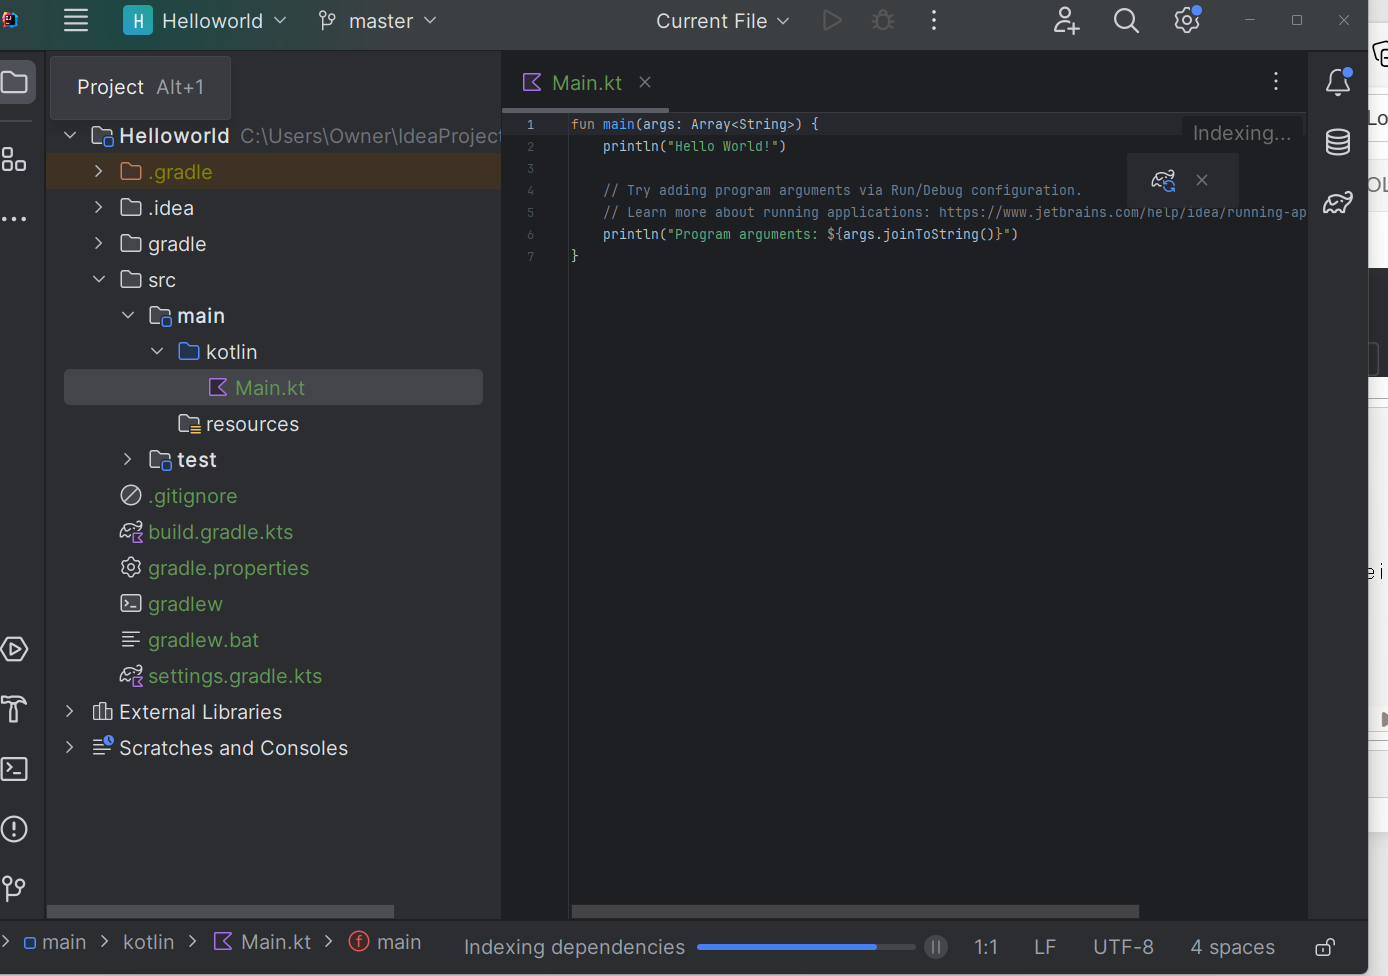 H Helloworld master Current File
Project Alt+1
Main.kt
Helloworld C:\Users\Owner\IdeaProject
.gradle
.idea
gradle
src
main
kotlin
Main.kt
resources
test
.gitignore
build.gradle.kts
gradle.properties
gradlew
gradlew.bat
settings.gradle.kts
External Libraries
Scratches and Consoles
1 fun main(args: Array<String>) {
Indexing...
2 println("Hello World!")
3
4 // Try adding program arguments via Run/Debug configuration.
5 // Learn more about running applications: https://www.jetbrains.com/help/idea/running-ap
6 println("Program arguments: ${args.joinToString()}")
7 }
main > kotlin > Main.kt > f main
Indexing dependencies 1:1 LF UTF-8 4 spaces
Lo
OL
ei